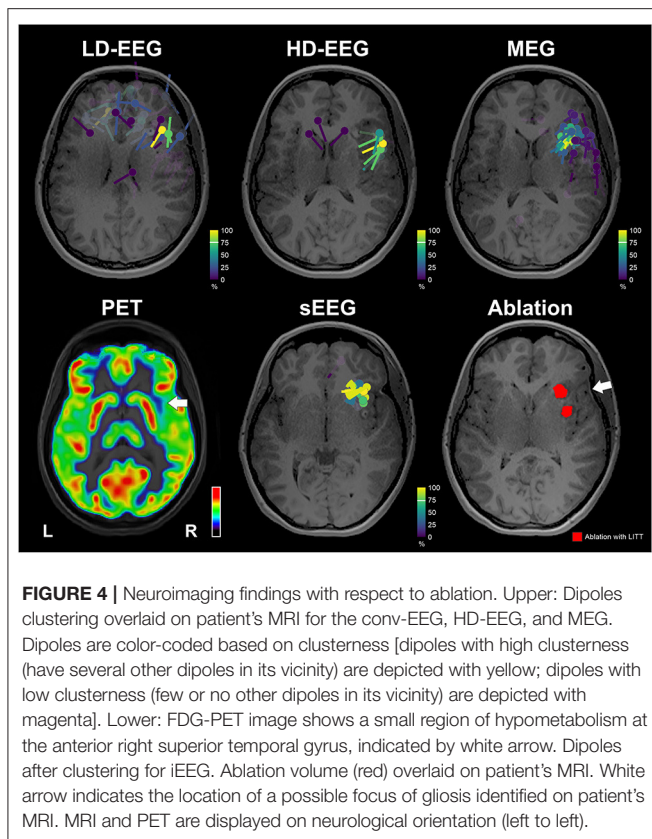 LD-EEG HD-EEG MEG
100 100 100
75 75 75
50 50 50
25 25 25
0 0 0
% % %
PET sEEG Ablation
100
75
50
25
0
%
L R
Ablation with LITT
FIGURE 4 | Neuroimaging findings with respect to ablation. Upper: Dipoles
clustering overlaid on patient's MRI for the conv-EEG, HD-EEG, and MEG.
Dipoles are color-coded based on clusterness [dipoles with high clusterness
(have several other dipoles in its vicinity) are depicted with yellow; dipoles with
low clusterness (few or no other dipoles in its vicinity) are depicted with
magenta]. Lower: FDG-PET image shows a small region of hypometabolism at
the anterior right superior temporal gyrus, indicated by white arrow. Dipoles
after clustering for iEEG. Ablation volume (red) overlaid on patient's MRI. White
arrow indicates the location of a possible focus of gliosis identified on patient's
MRI. MRI and PET are displayed on neurological orientation (left to left).